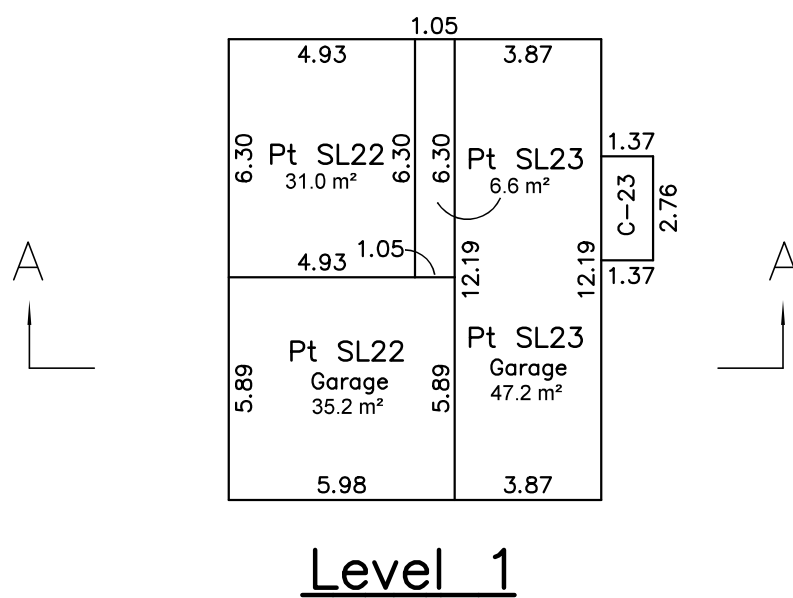 1.05
4.93
3.87
6.30
Pt SL22
31.0 m²
6.30
6.30
Pt SL23
6.6 m²
1.37
C-23
2.76
1.37
A
A
4.93
1.05
12.19
12.19
Pt SL22
Garage
35.2 m²
5.89
5.89
Pt SL23
Garage
47.2 m²
5.98
3.87
Level 1